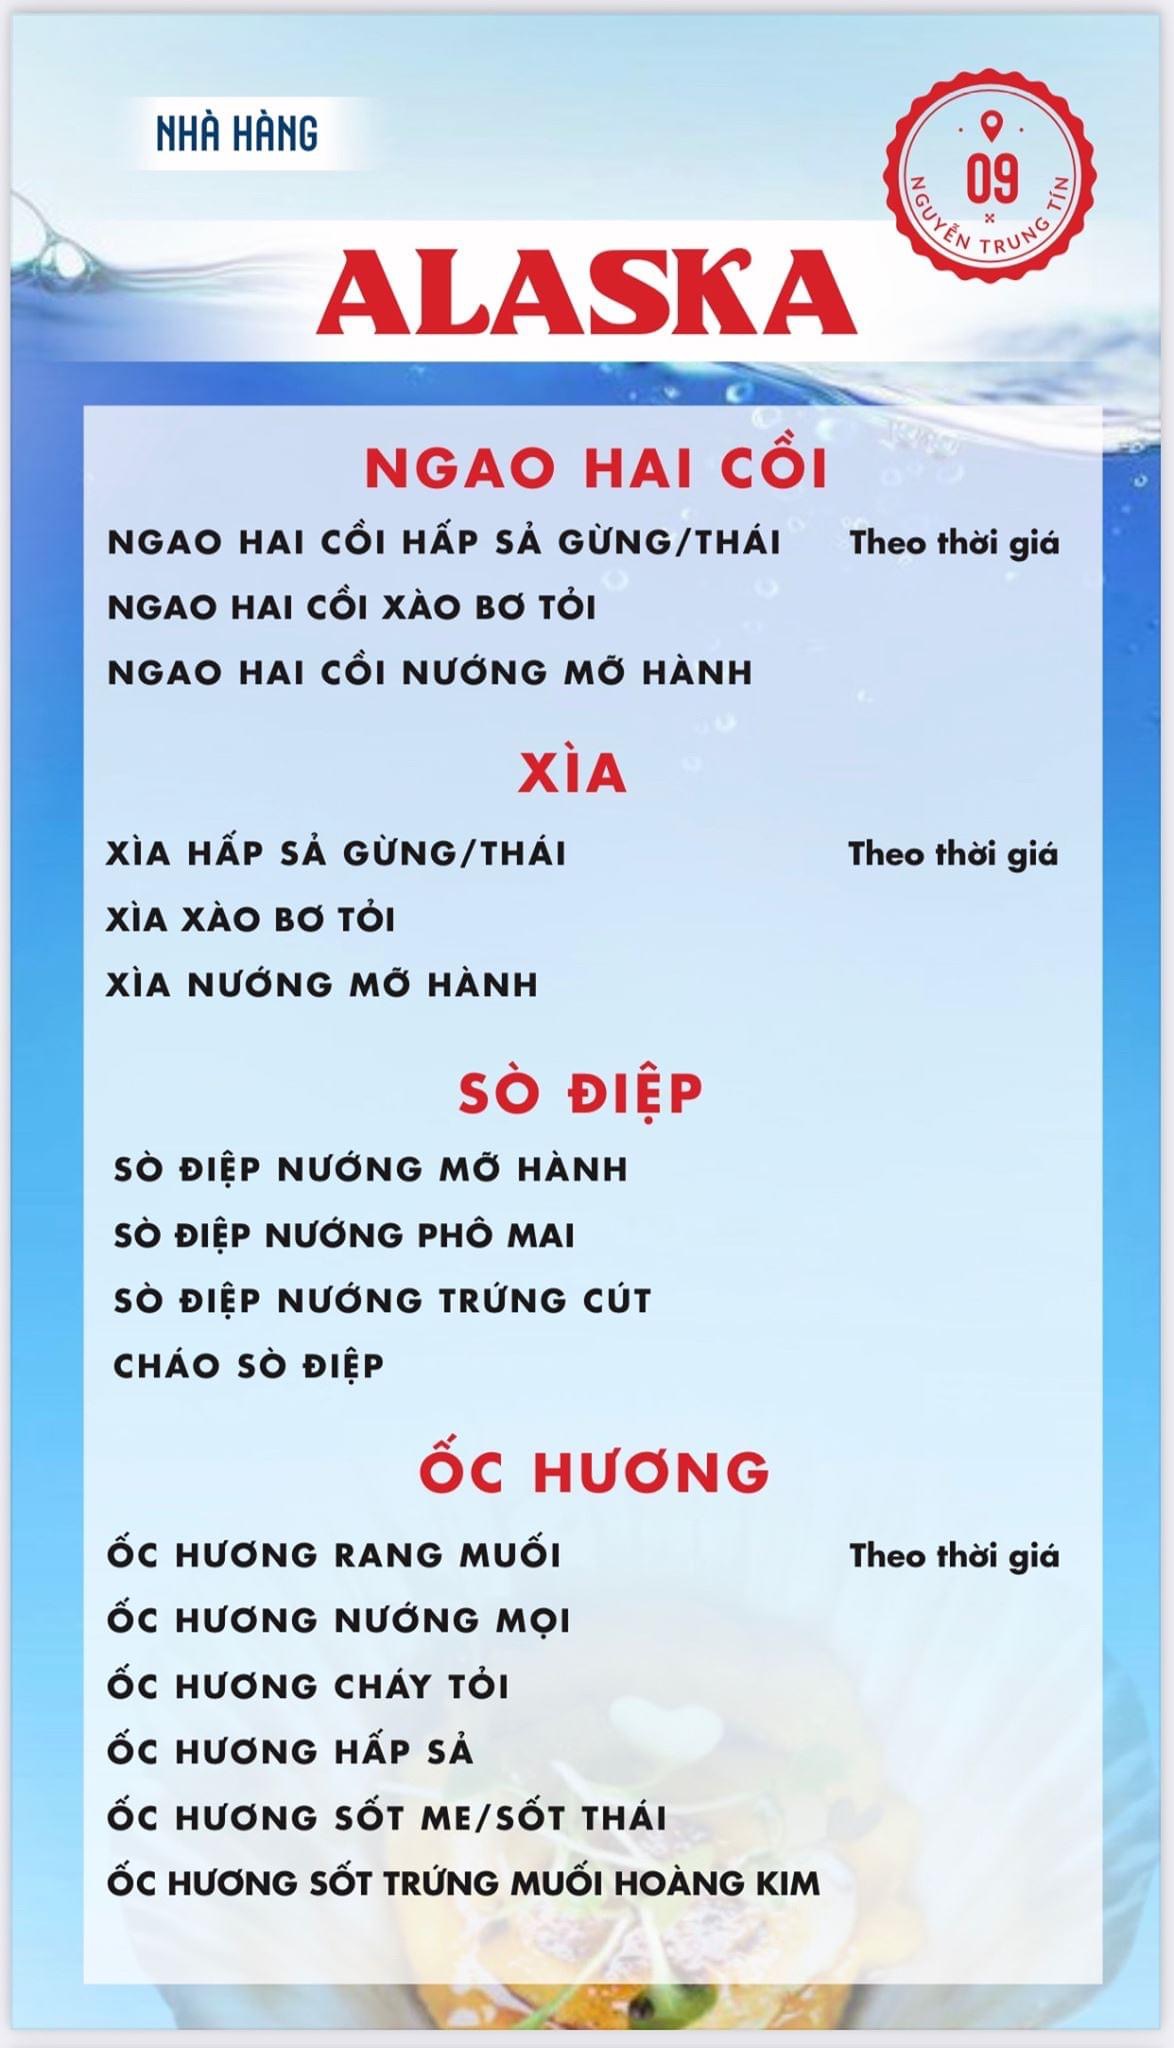 NHÀ HÀNG
09
NGUYỄN TRUNG TÍN
ALASKA
NGAO HAI CỒI
NGAO HAI CỒI HẤP SẢ GỪNG/THÁI Theo thời giá
NGAO HAI CỒI XÀO BƠ TỎI
NGAO HAI CỒI NƯỚNG MỠ HÀNH
XÌA
XÌA HẤP SẢ GỪNG/THÁI Theo thời giá
XÌA XÀO BƠ TỎI
XÌA NƯỚNG MỠ HÀNH
SÒ ĐIỆP
SÒ ĐIỆP NƯỚNG MỠ HÀNH
SÒ ĐIỆP NƯỚNG PHÔ MAI
SÒ ĐIỆP NƯỚNG TRỨNG CÚT
CHÁO SÒ ĐIỆP
ỐC HƯƠNG
ỐC HƯƠNG RANG MUỐI Theo thời giá
ỐC HƯƠNG NƯỚNG MỌI
ỐC HƯƠNG CHÁY TỎI
ỐC HƯƠNG HẤP SẢ
ỐC HƯƠNG SỐT ME/SỐT THÁI
ỐC HƯƠNG SỐT TRỨNG MUỐI HOÀNG KIM